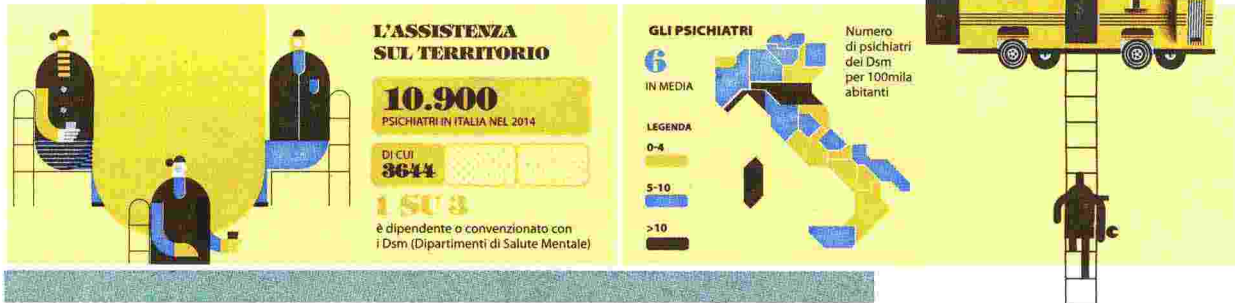 L'ASSISTENZA
SUL TERRITORIO
10.900
PSICHIATRI IN ITALIA NEL 2014
DI CUI
3644
1 SU 3
è dipendente o convenzionato con
i Dsm (Dipartimenti di Salute Mentale)
GLI PSICHIATRI
6
IN MEDIA
LEGENDA
0-4
5-10
>10
Numero
di psichiatri
dei Dsm
per 100mila
abitanti